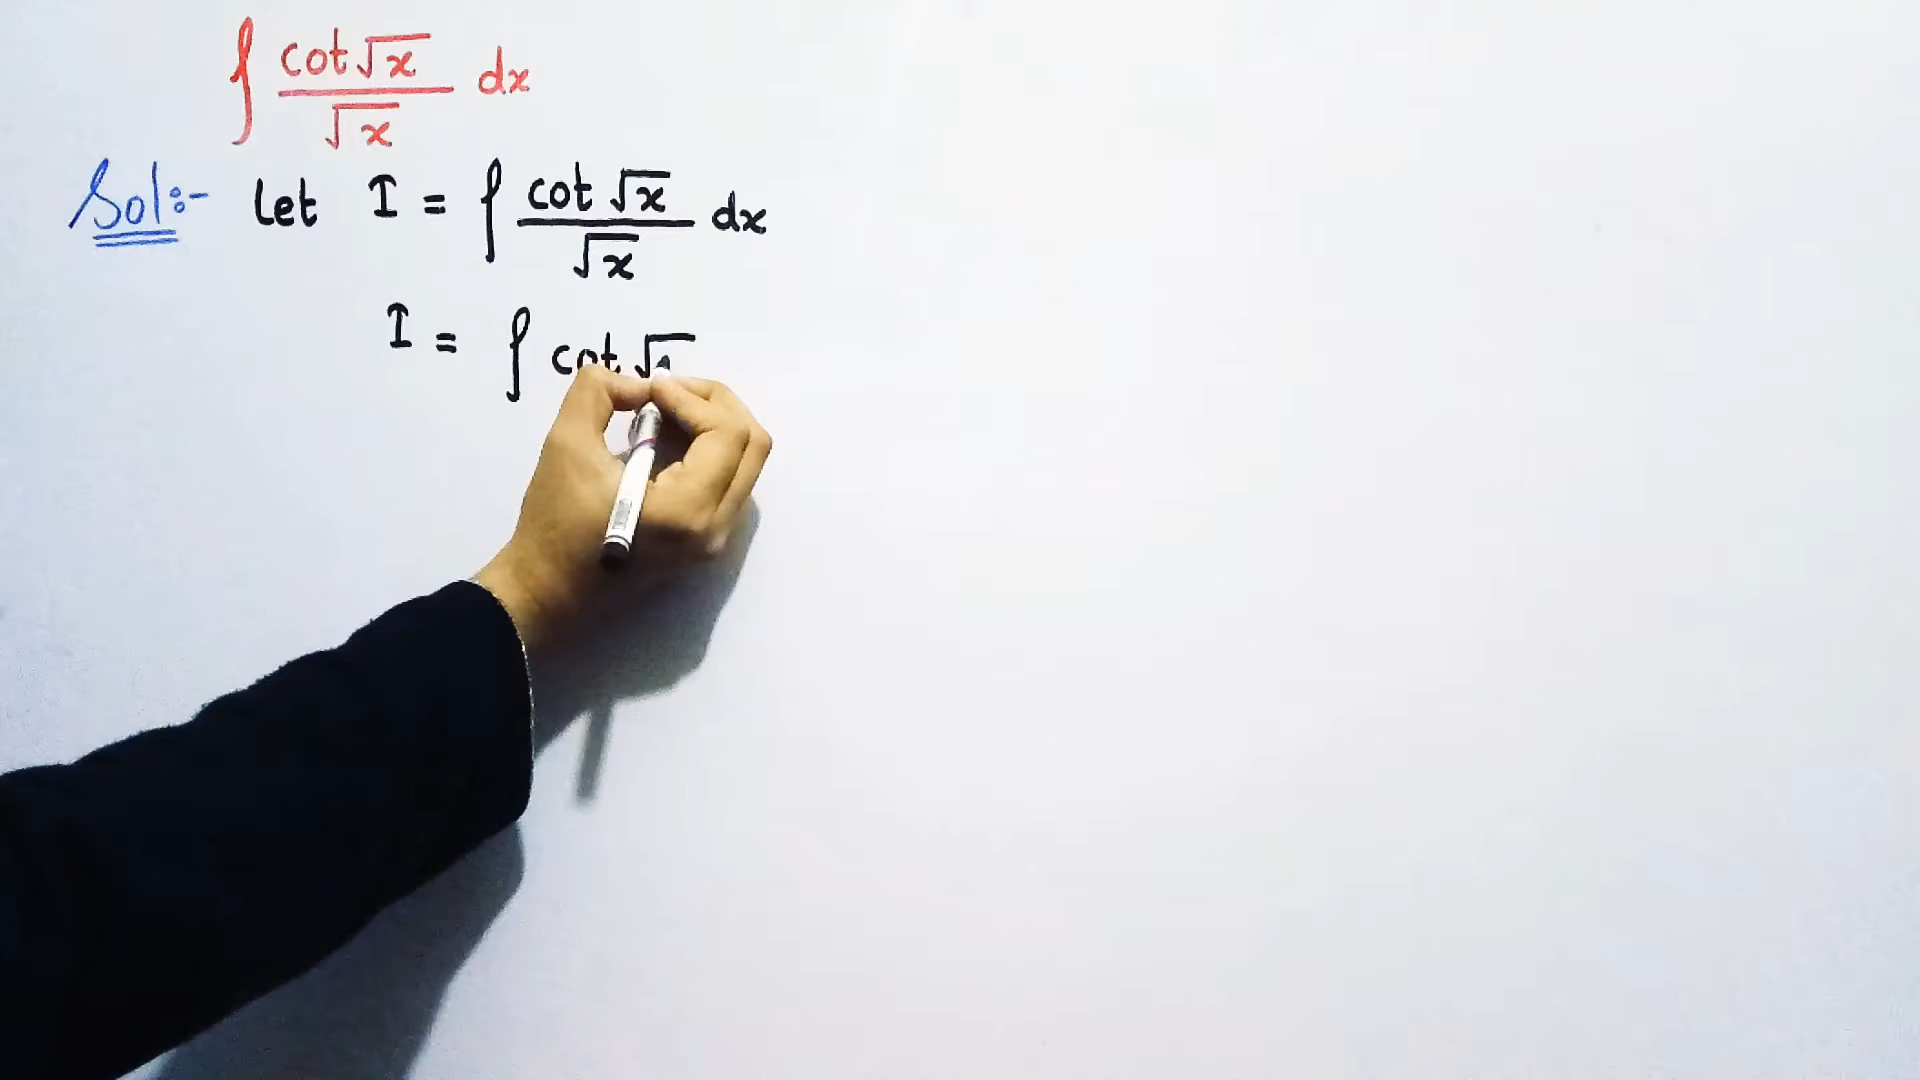 ∫ cot√x / √x dx
Sol:- Let I = ∫ cot √x / √x dx
I = ∫ cot √